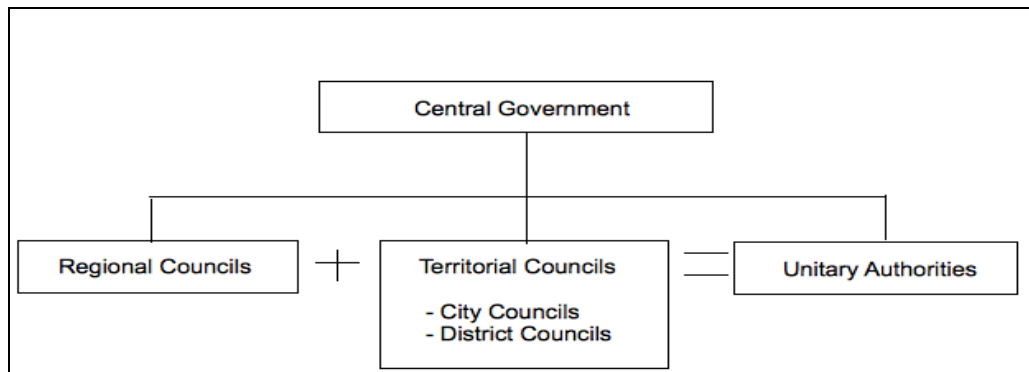 Central Government
Regional Councils
+
Territorial Councils
- City Councils
- District Councils
=
Unitary Authorities